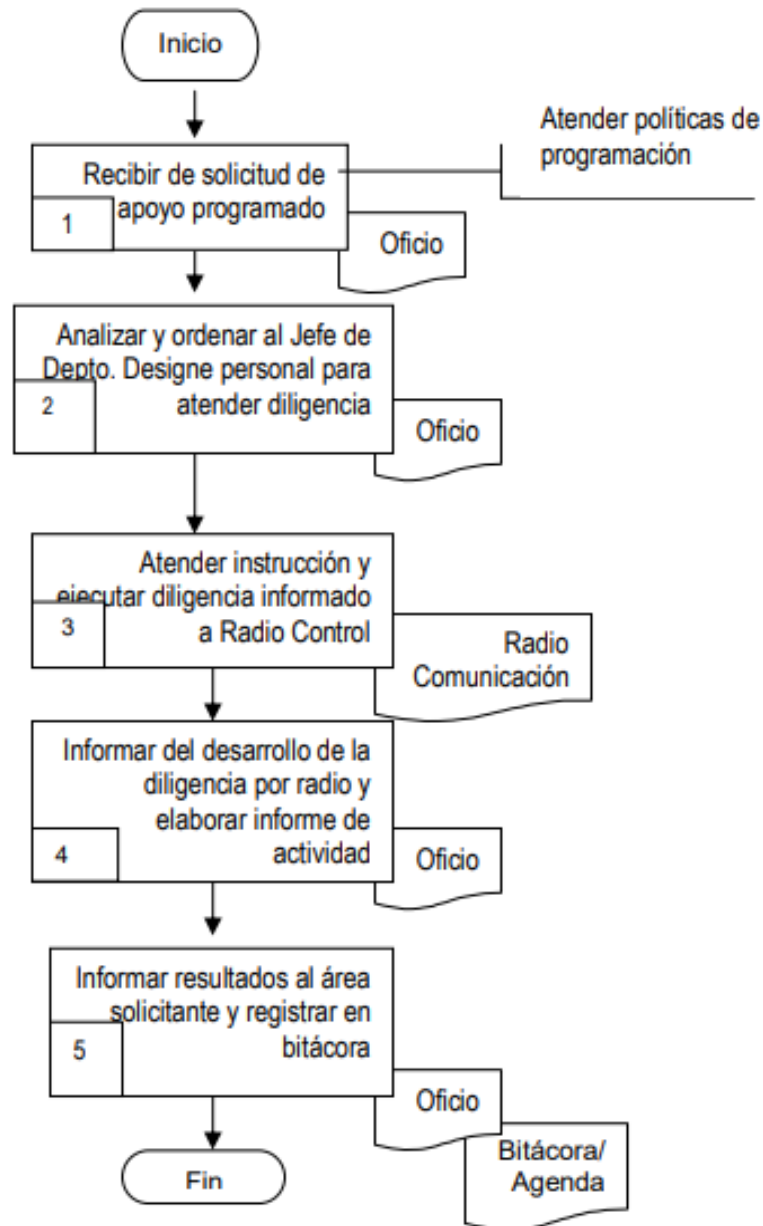 Inicio
Atender políticas de
programación
Recibir de solicitud de
apoyo programado
1
Oficio
Analizar y ordenar al Jefe de
Depto. Designe personal para
atender diligencia
2
Oficio
Atender instrucción y
ejecutar diligencia informado
a Radio Control
3
Radio
Comunicación
Informar del desarrollo de la
diligencia por radio y
elaborar informe de
actividad
4
Oficio
Informar resultados al área
solicitante y registrar en
bitácora
5
Oficio
Bitácora/
Agenda
Fin